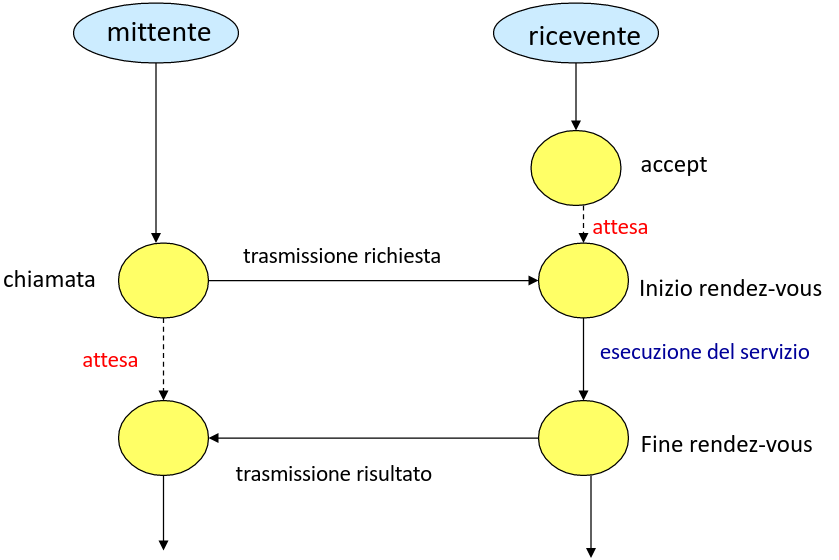 mittente
ricevente
accept
attesa
trasmissione richiesta
chiamata
Inizio rendez-vous
attesa
esecuzione del servizio
Fine rendez-vous
trasmissione risultato